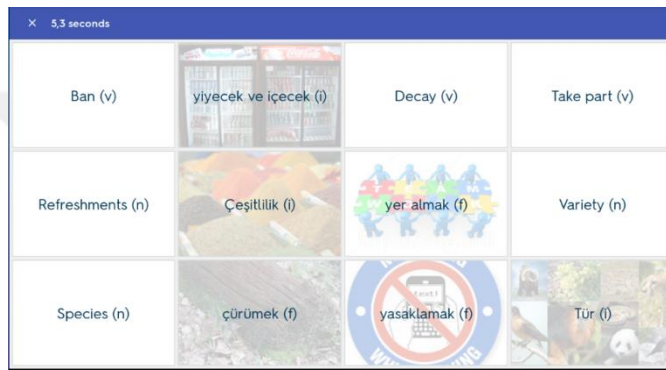 × 5,3 seconds
Ban (v)
yiyecek ve içecek (i)
Decay (v)
Take part (v)
Refreshments (n)
Çeşitlilik (i)
yer almak (f)
Variety (n)
Species (n)
çürümek (f)
yasaklamak (f)
Tür (i)
text!